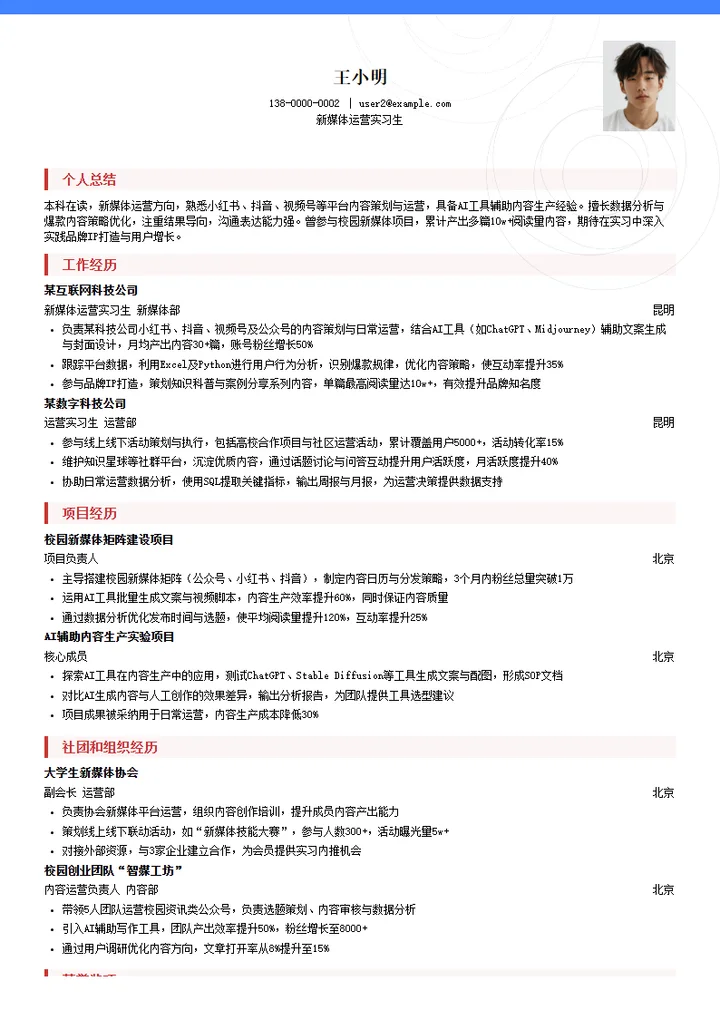 王小明
138-0000-0002 | user2@example.com
新媒体运营实习生
个人总结
本科在读，新媒体运营方向，熟悉小红书、抖音、视频号等平台内容策划与运营，具备AI工具辅助内容生产经验。擅长数据分析与
爆款内容策略优化，注重结果导向，沟通表达能力强。曾参与校园新媒体项目，累计产出多篇10w+阅读量内容，期待在实习中深入
实践品牌IP打造与用户增长。
工作经历
某互联网科技公司
新媒体运营实习生 新媒体部 昆明
• 负责某科技公司小红书、抖音、视频号及公众号的内容策划与日常运营，结合AI工具（如ChatGPT、Midjourney）辅助文案生成
与封面设计，月均产出内容30+篇，账号粉丝增长50%
• 跟踪平台数据，利用Excel及Python进行用户行为分析，识别爆款规律，优化内容策略，使互动率提升35%
• 参与品牌IP打造，策划知识科普与案例分享系列内容，单篇最高阅读量达10w+，有效提升品牌知名度
某数字科技公司
运营实习生 运营部 昆明
• 参与线上线下活动策划与执行，包括高校合作项目与社区运营活动，累计覆盖用户5000+，活动转化率15%
• 维护知识星球等社群平台，沉淀优质内容，通过话题讨论与问答互动提升用户活跃度，月活跃度提升40%
• 协助日常运营数据分析，使用SQL提取关键指标，输出周报与月报，为运营决策提供数据支持
项目经历
校园新媒体矩阵建设项目
项目负责人 北京
• 主导搭建校园新媒体矩阵（公众号、小红书、抖音），制定内容日历与分发策略，3个月内粉丝总量突破1万
• 运用AI工具批量生成文案与视频脚本，内容生产效率提升60%，同时保证内容质量
• 通过数据分析优化发布时间与选题，使平均阅读量提升120%，互动率提升25%
AI辅助内容生产实验项目
核心成员 北京
• 探索AI工具在内容生产中的应用，测试ChatGPT、Stable Diffusion等工具生成文案与配图，形成SOP文档
• 对比AI生成内容与人工创作的效果差异，输出分析报告，为团队提供工具选型建议
• 项目成果被采纳用于日常运营，内容生产成本降低30%
社团和组织经历
大学生新媒体协会
副会长 运营部 北京
• 负责协会新媒体平台运营，组织内容创作培训，提升成员内容产出能力
• 策划线上线下联动活动，如“新媒体技能大赛”，参与人数300+，活动曝光量5w+
• 对接外部资源，与3家企业建立合作，为会员提供实习内推机会
校园创业团队“智媒工坊”
内容运营负责人 内容部 北京
• 带领5人团队运营校园资讯类公众号，负责选题策划、内容审核与数据分析
• 引入AI辅助写作工具，团队产出效率提升50%，粉丝增长至8000+
• 通过用户调研优化内容方向，文章打开率从8%提升至15%